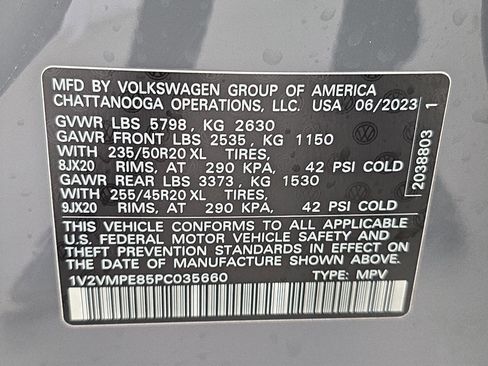 MFD BY VOLKSWAGEN GROUP OF AMERICA
CHATTANOOGA OPERATIONS, LLC. USA 06/2023
GVWR LBS 5798, KG 2630
GAWR FRONT LBS 2535, KG 1150
WITH 235/50R20 XL TIRES,
8JX20 RIMS, AT 290 KPA, 42 PSI COLD
GAWR REAR LBS 3373, KG 1530
WITH 255/45R20 XL TIRES,
9JX20 RIMS, AT 290 KPA, 42 PSI COLD
THIS VEHICLE CONFORMS TO ALL APPLICABLE
U.S. FEDERAL MOTOR VEHICLE SAFETY AND
THEFT PREVENTION STANDARDS IN EFFECT
ON THE DATE OF MANUFACTURE SHOWN ABOVE.
1V2VMPE85PC035660 TYPE: MPV
2038803 1